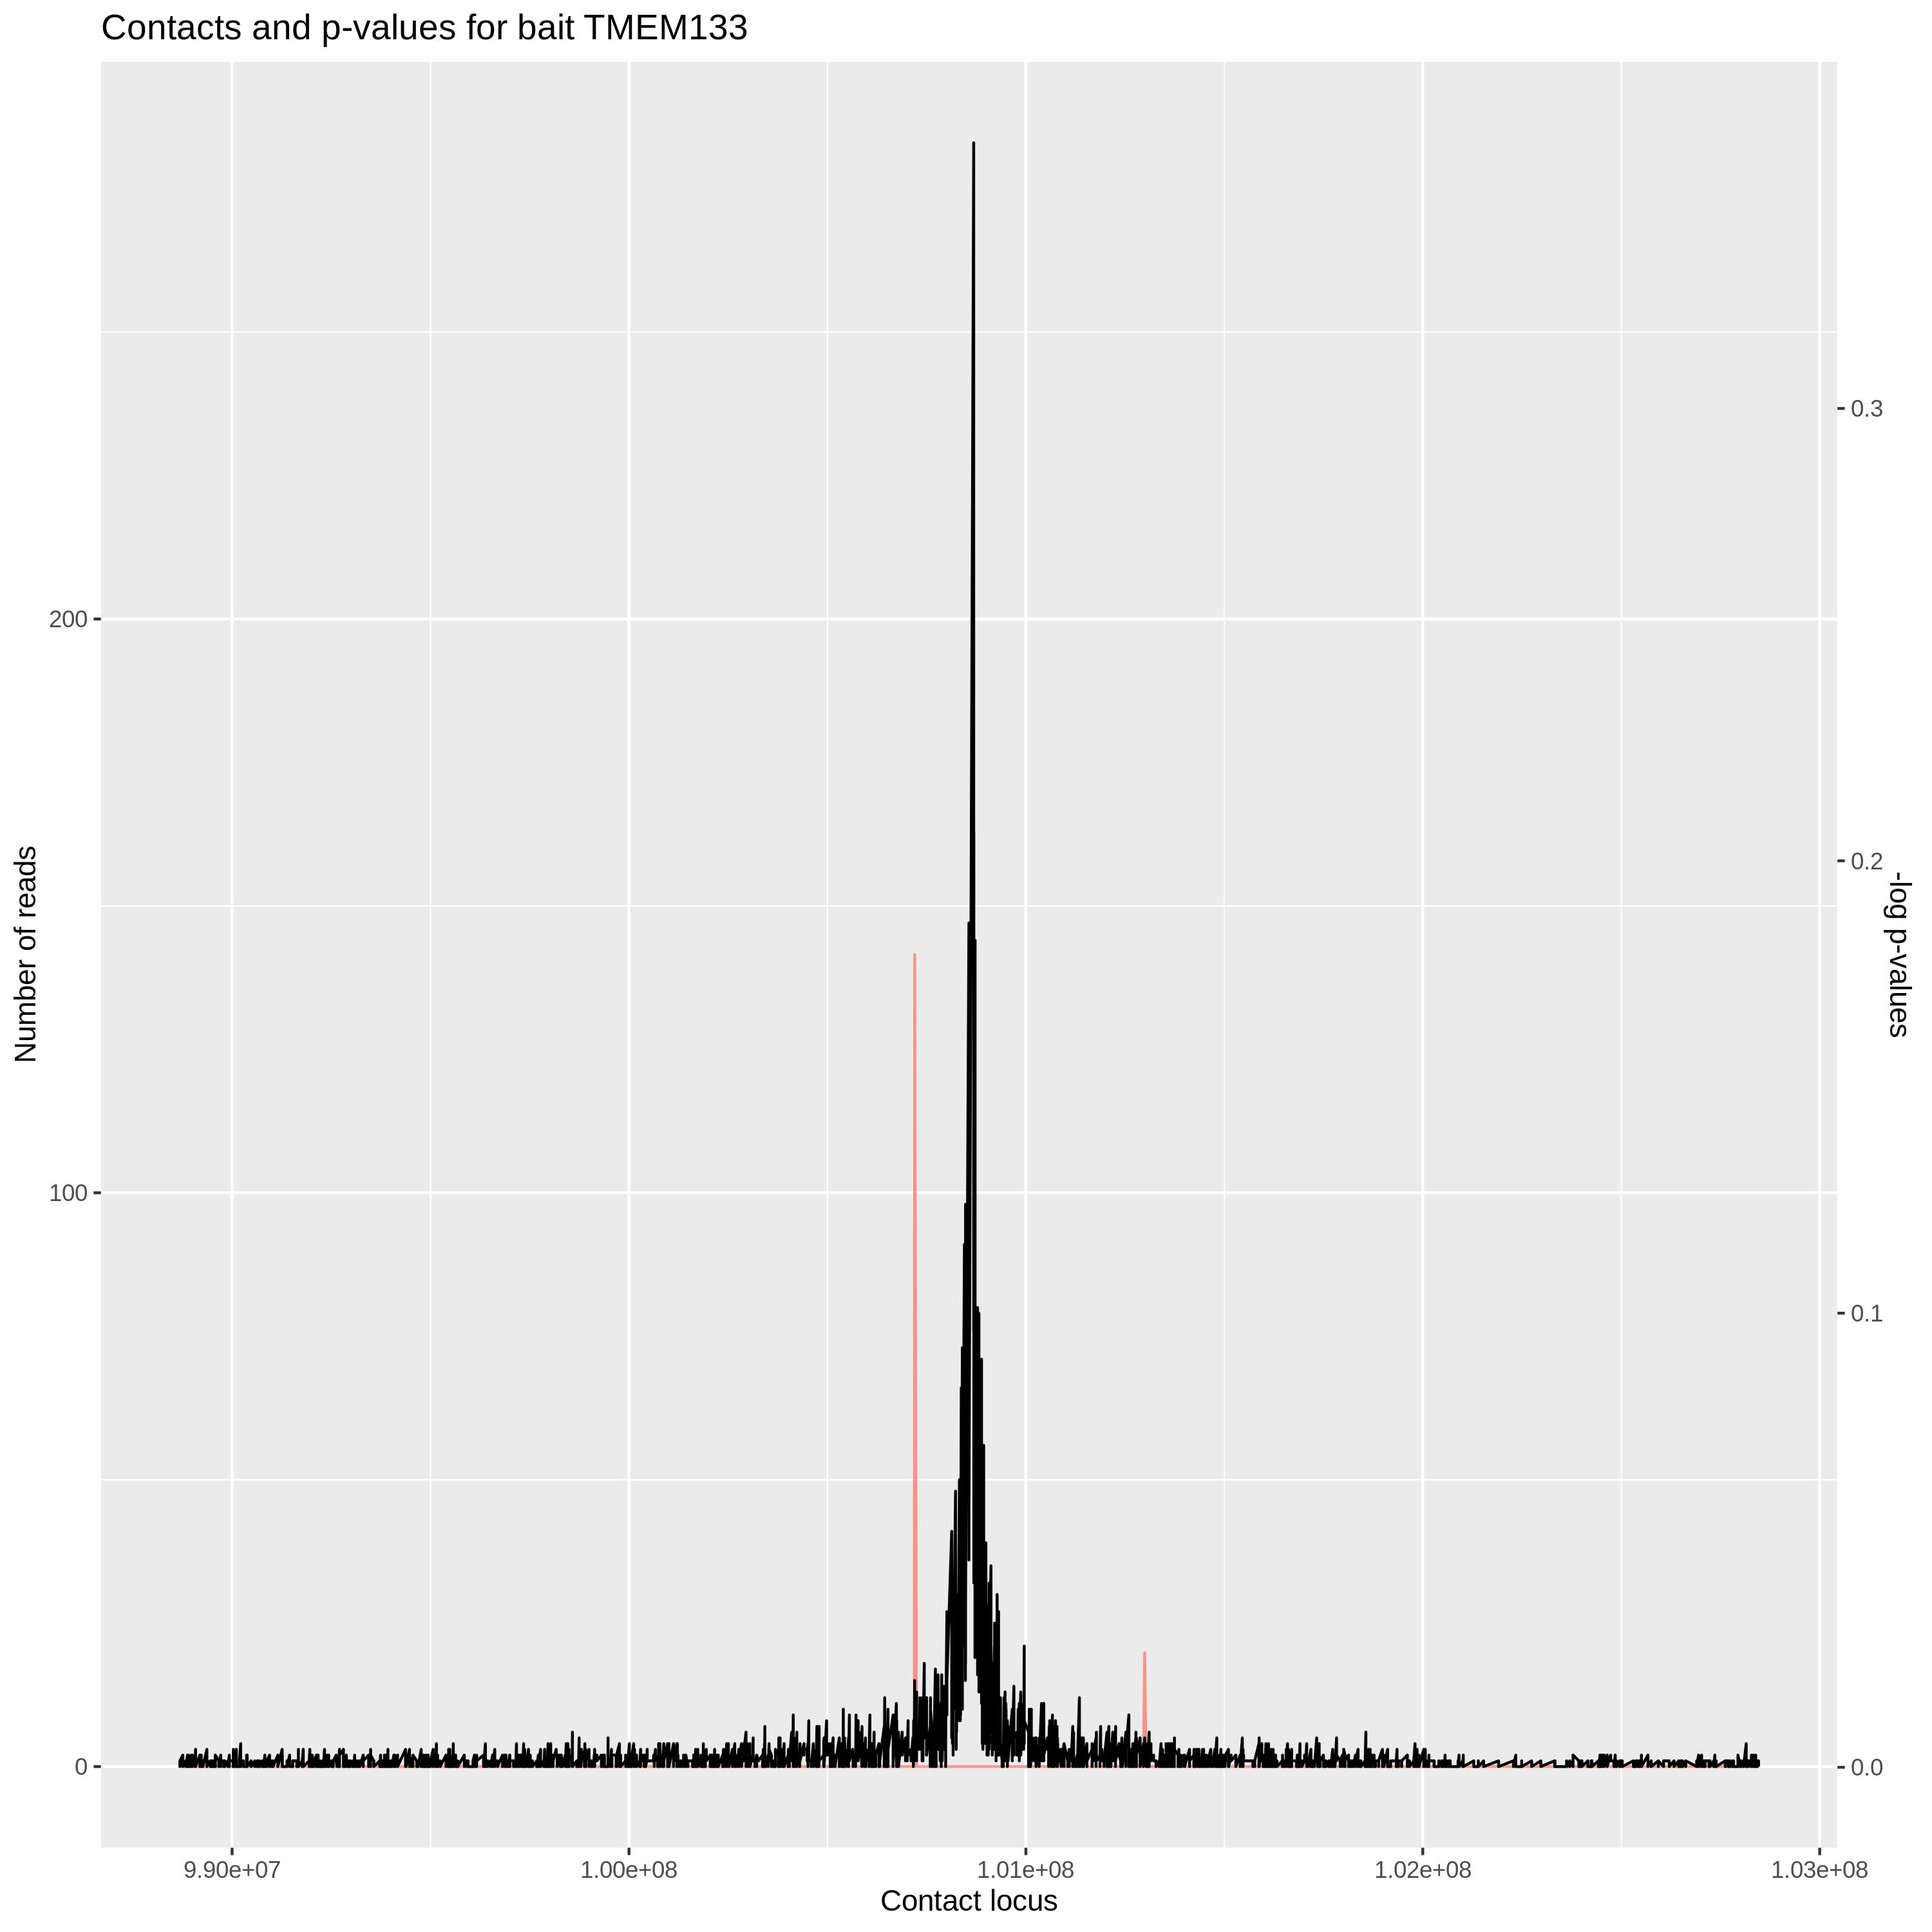 Contacts and p-values for bait TMEM133
Number of reads
200
100
0
0.3
0.2
0.1
0.0
-log p-values
9.90e+07 1.00e+08 1.01e+08 1.02e+08 1.03e+08
Contact locus